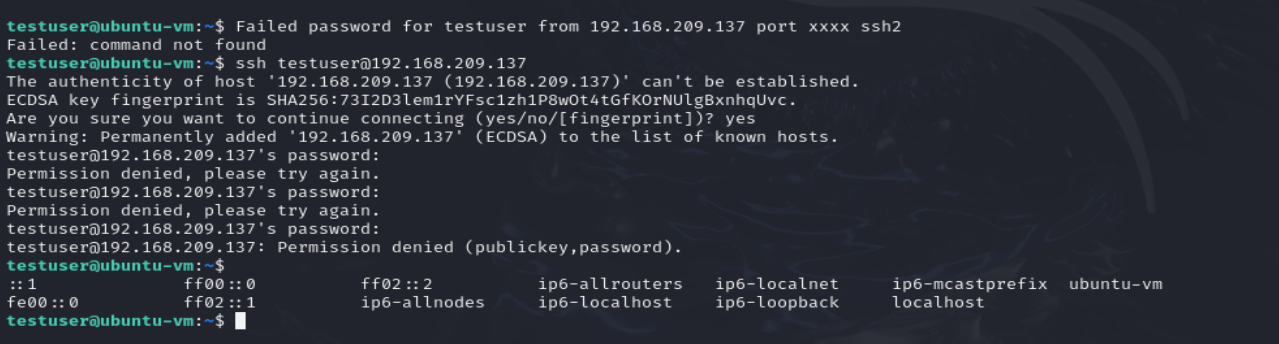 testuser@ubuntu-vm:~$ Failed password for testuser from 192.168.209.137 port xxxx ssh2
Failed: command not found
testuser@ubuntu-vm:~$ ssh testuser@192.168.209.137
The authenticity of host '192.168.209.137 (192.168.209.137)' can't be established.
ECDSA key fingerprint is SHA256:73I2D3lem1rYFsc1zh1P8wOt4tGfKOrNUlgBxnhqUvc.
Are you sure you want to continue connecting (yes/no/[fingerprint])? yes
Warning: Permanently added '192.168.209.137' (ECDSA) to the list of known hosts.
testuser@192.168.209.137's password:
Permission denied, please try again.
testuser@192.168.209.137's password:
Permission denied, please try again.
testuser@192.168.209.137's password:
testuser@192.168.209.137: Permission denied (publickey,password).
testuser@ubuntu-vm:~$
::1 ff00::0 ff02::2 ip6-allrouters ip6-localnet ip6-mcastprefix ubuntu-vm
fe00::0 ff02::1 ip6-allnodes ip6-localhost ip6-loopback localhost
testuser@ubuntu-vm:~$